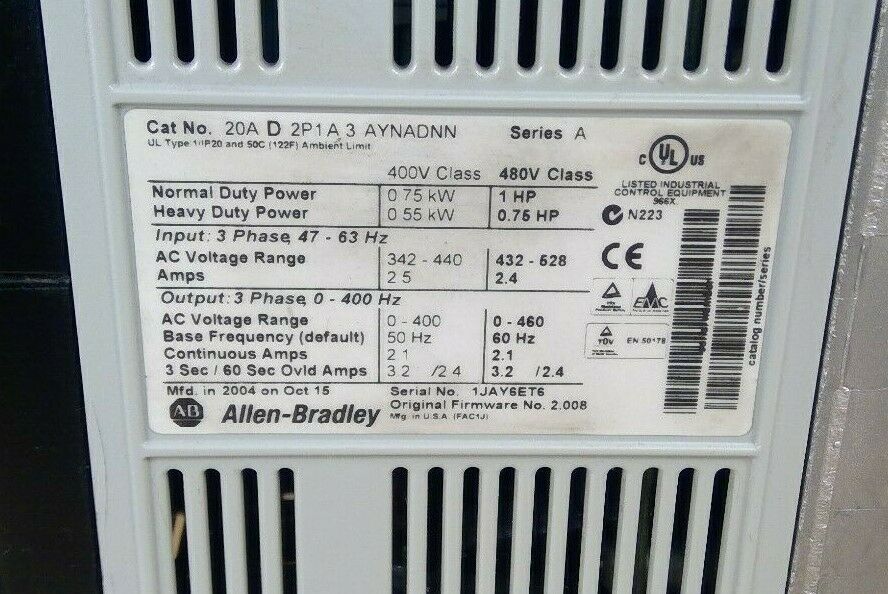 Cat No. 20A D 2P1 A 3 AYNADNN Series A
UL Type 1/IP20 and 50C (122F) Ambient Limit
400V Class 480V Class
Normal Duty Power 0.75 kW 1 HP
Heavy Duty Power 0.55 kW 0.75 HP
Input: 3 Phase, 47 - 63 Hz
AC Voltage Range 342 - 440 432 - 528
Amps 2.5 2.4
Output: 3 Phase, 0 - 400 Hz
AC Voltage Range 0 - 400 0 - 460
Base Frequency (default) 50 Hz 60 Hz
Continuous Amps 2.1 2.1
3 Sec / 60 Sec Ovld Amps 3.2 / 2.4 3.2 / 2.4
Mfd. in 2004 on Oct 15 Serial No. 1JAY6ET6
AB Allen-Bradley Original Firmware No. 2.008
Mfg. in U.S.A. (FAC1J)
C UL US
LISTED INDUSTRIAL
CONTROL EQUIPMENT
966X
N223
CE
EMC
TÜV EN 50178
catalog number/series